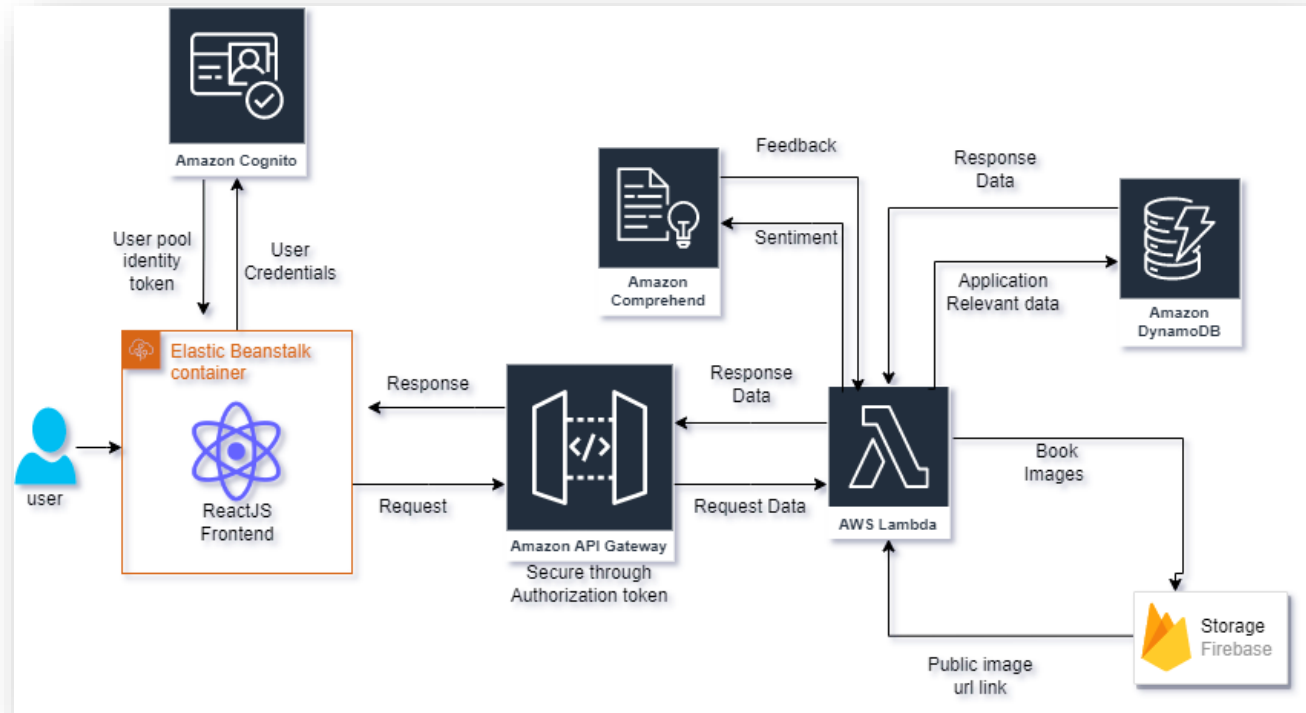 Amazon Cognito
User pool
identity
token
User
Credentials
Elastic Beanstalk
container
ReactJS
Frontend
user
Response
Request
Amazon API Gateway
Secure through
Authorization token
Response
Data
Request Data
Amazon
Comprehend
Feedback
Sentiment
AWS Lambda
Response
Data
Application
Relevant data
Amazon
DynamoDB
Book
Images
Storage
Firebase
Public image
url link